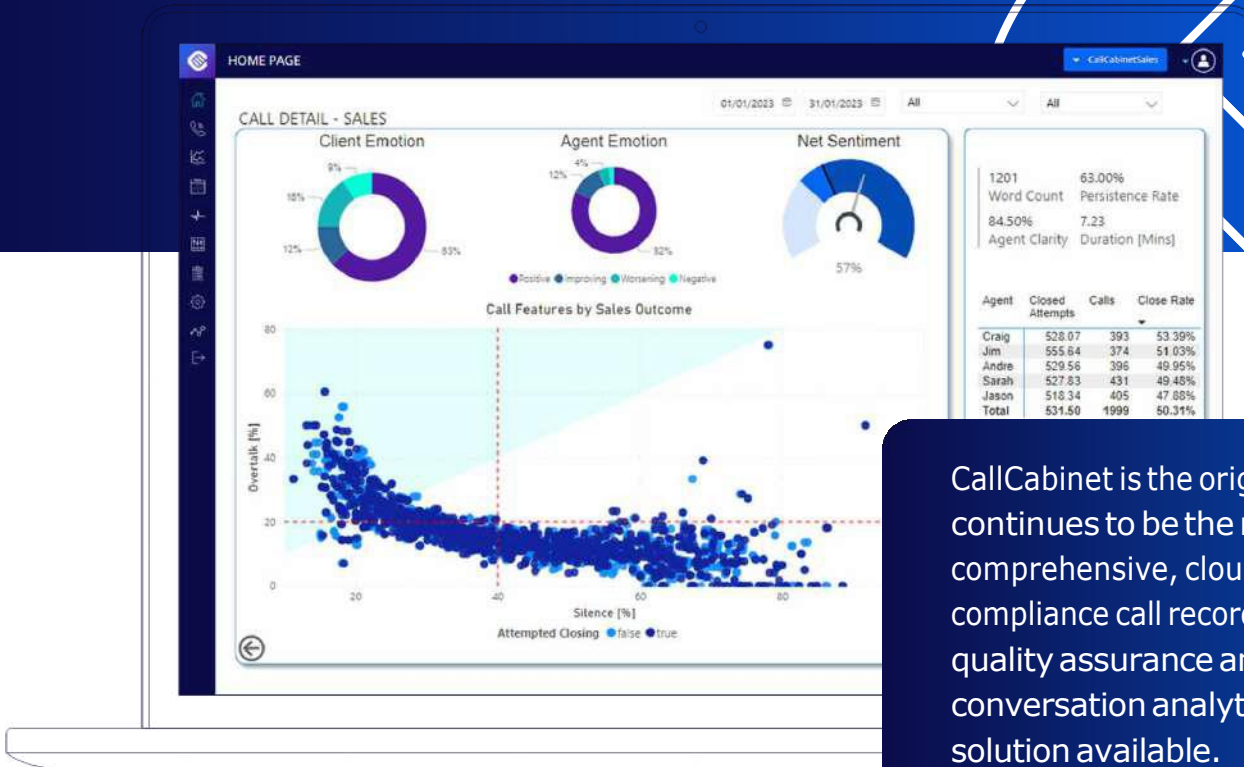 HOME PAGE
CallCabinetSales
01/01/2023 31/01/2023 All All
CALL DETAIL - SALES
Client Emotion
9%
16%
12%
63%
Agent Emotion
4%
12%
82%
Positive Improving Worsening Negative
Net Sentiment
57%
1201 63.00%
Word Count Persistence Rate
84.50% 7.23
Agent Clarity Duration [Mins]
Call Features by Sales Outcome
80
60
40
20
0
Overtalk [%]
20 40 60 80
Silence [%]
Attempted Closing false true
Agent Closed Attempts Calls Close Rate
Craig 528.07 393 53.39%
Jim 555.64 374 51.03%
Andre 529.56 396 49.95%
Sarah 527.83 431 49.48%
Jason 518.34 405 47.88%
Total 531.50 1999 50.31%
CallCabinet is the orig
continues to be the
comprehensive, clou
compliance call record
quality assurance an
conversation analyt
solution available.